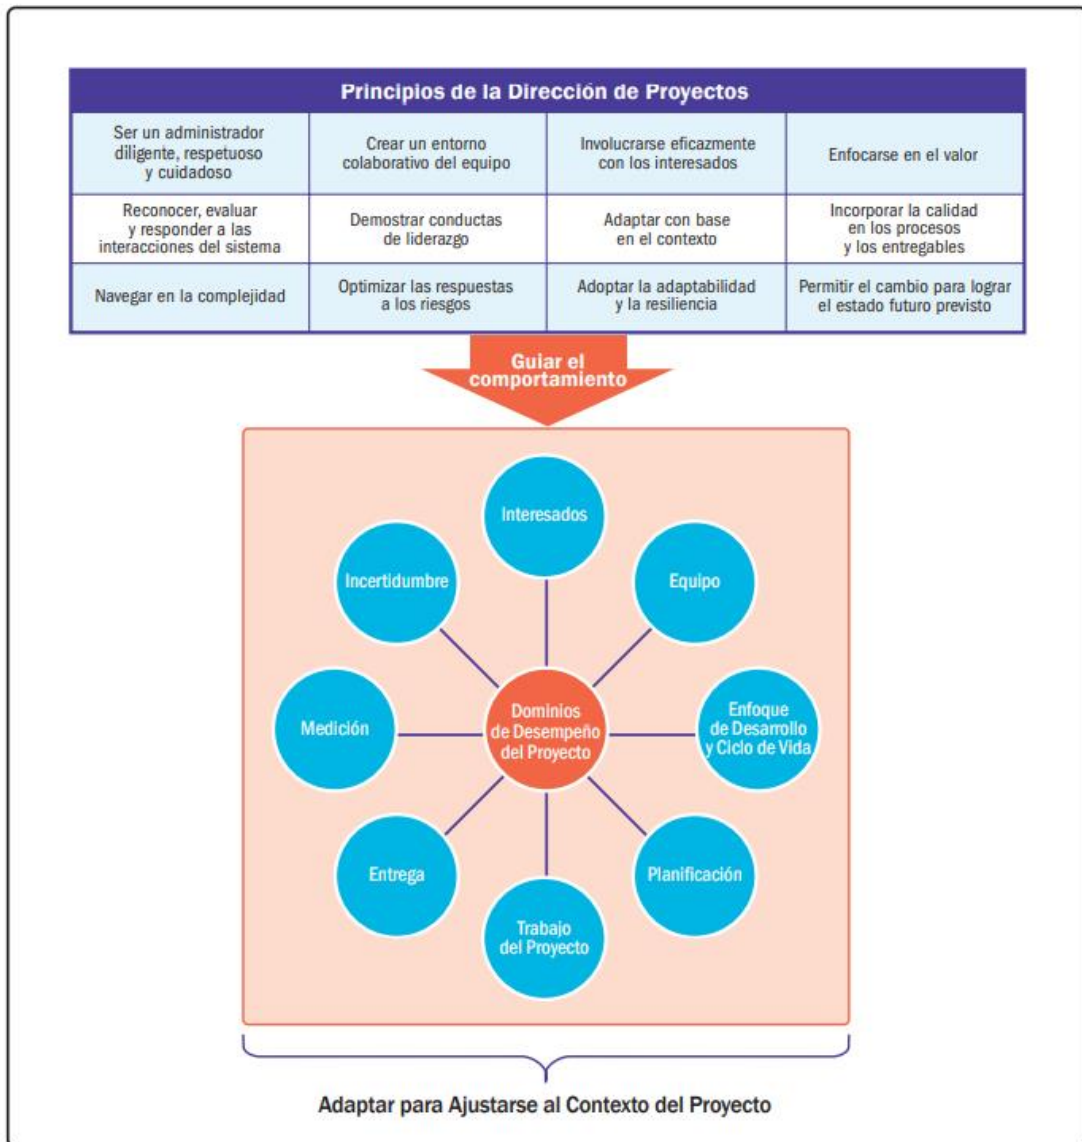 Principios de la Dirección de Proyectos
Ser un administrador
diligente, respetuoso
y cuidadoso
Crear un entorno
colaborativo del equipo
Involucrarse eficazmente
con los interesados
Enfocarse en el valor
Reconocer, evaluar
y responder a las
interacciones del sistema
Demostrar conductas
de liderazgo
Adaptar con base
en el contexto
Incorporar la calidad
en los procesos
y los entregables
Navegar en la complejidad
Optimizar las respuestas
a los riesgos
Adoptar la adaptabilidad
y la resiliencia
Permitir el cambio para lograr
el estado futuro previsto
Guiar el
comportamiento
Interesados
Incertidumbre
Equipo
Medición
Dominios
de Desempeño
del Proyecto
Enfoque
de Desarrollo
y Ciclo de Vida
Entrega
Planificación
Trabajo
del Proyecto
Adaptar para Ajustarse al Contexto del Proyecto